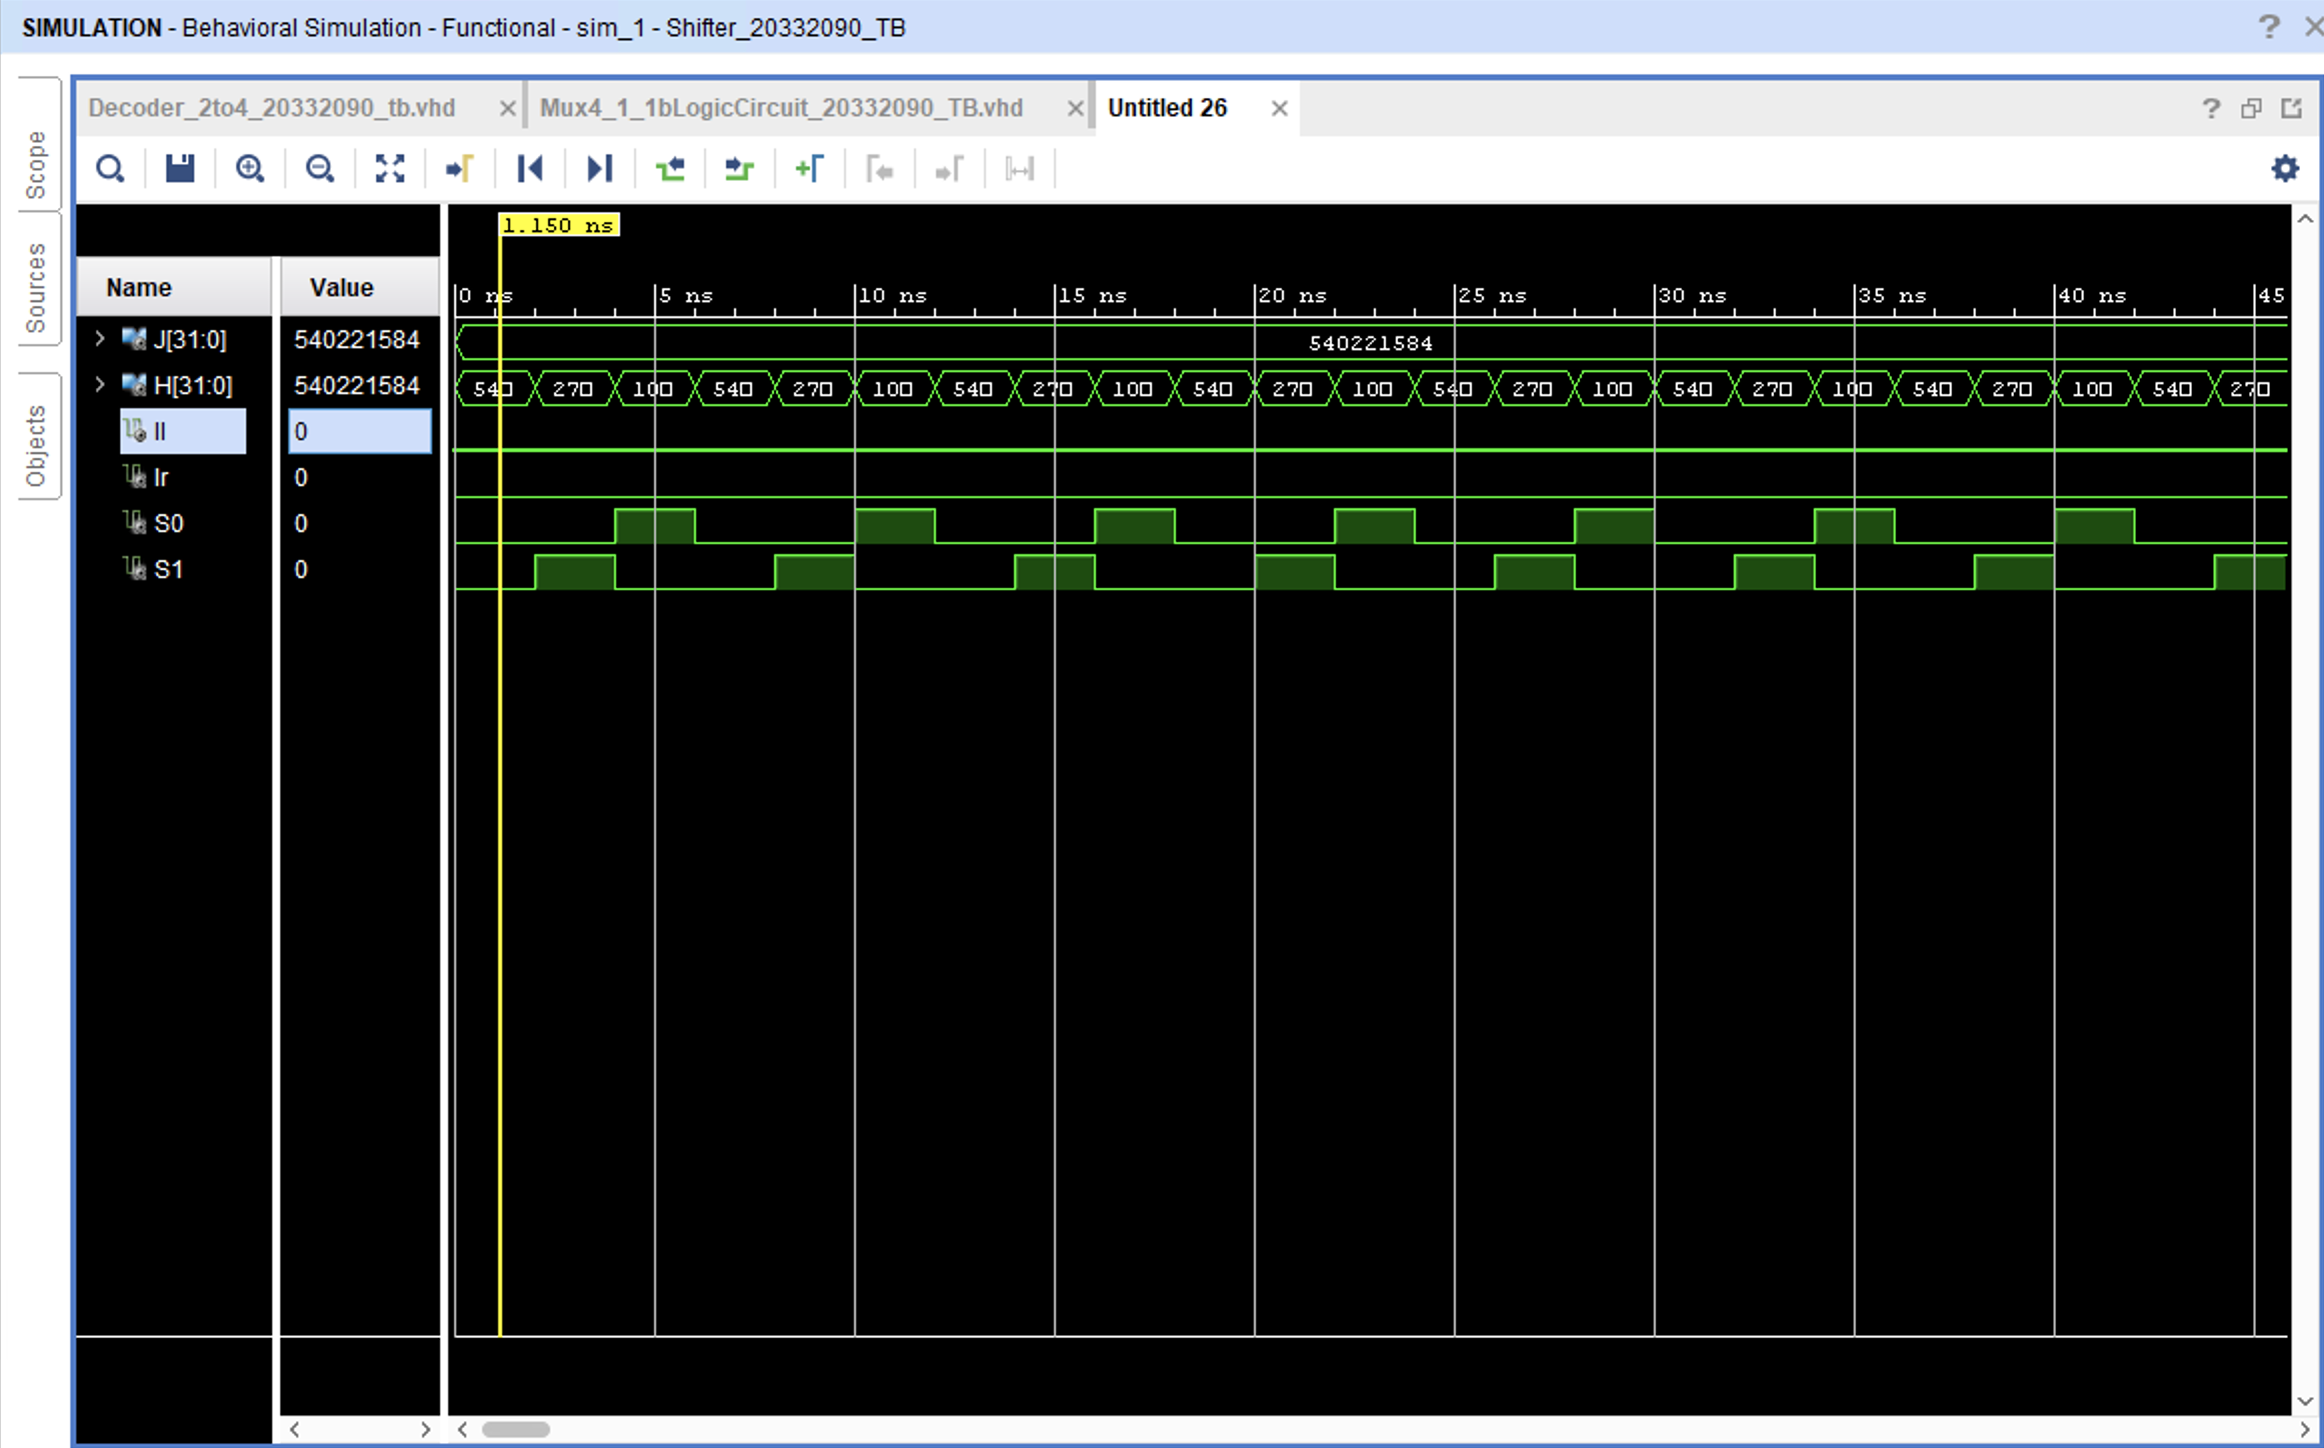 SIMULATION - Behavioral Simulation - Functional - sim_1 - Shifter_20332090_TB
Decoder_2to4_20332090_tb.vhd
Mux4_1_1bLogicCircuit_20332090_TB.vhd
Untitled 26
Scope
Sources
Objects
1.150 ns
Name Value
0 ns 5 ns 10 ns 15 ns 20 ns 25 ns 30 ns 35 ns 40 ns 45
J[31:0] 540221584 540221584
H[31:0] 540221584 540 270 100 540 270 100 540 270 100 540 270 100 540 270 100 540 270 100 540 270 100 540 270
Il 0
Ir 0
S0 0
S1 0